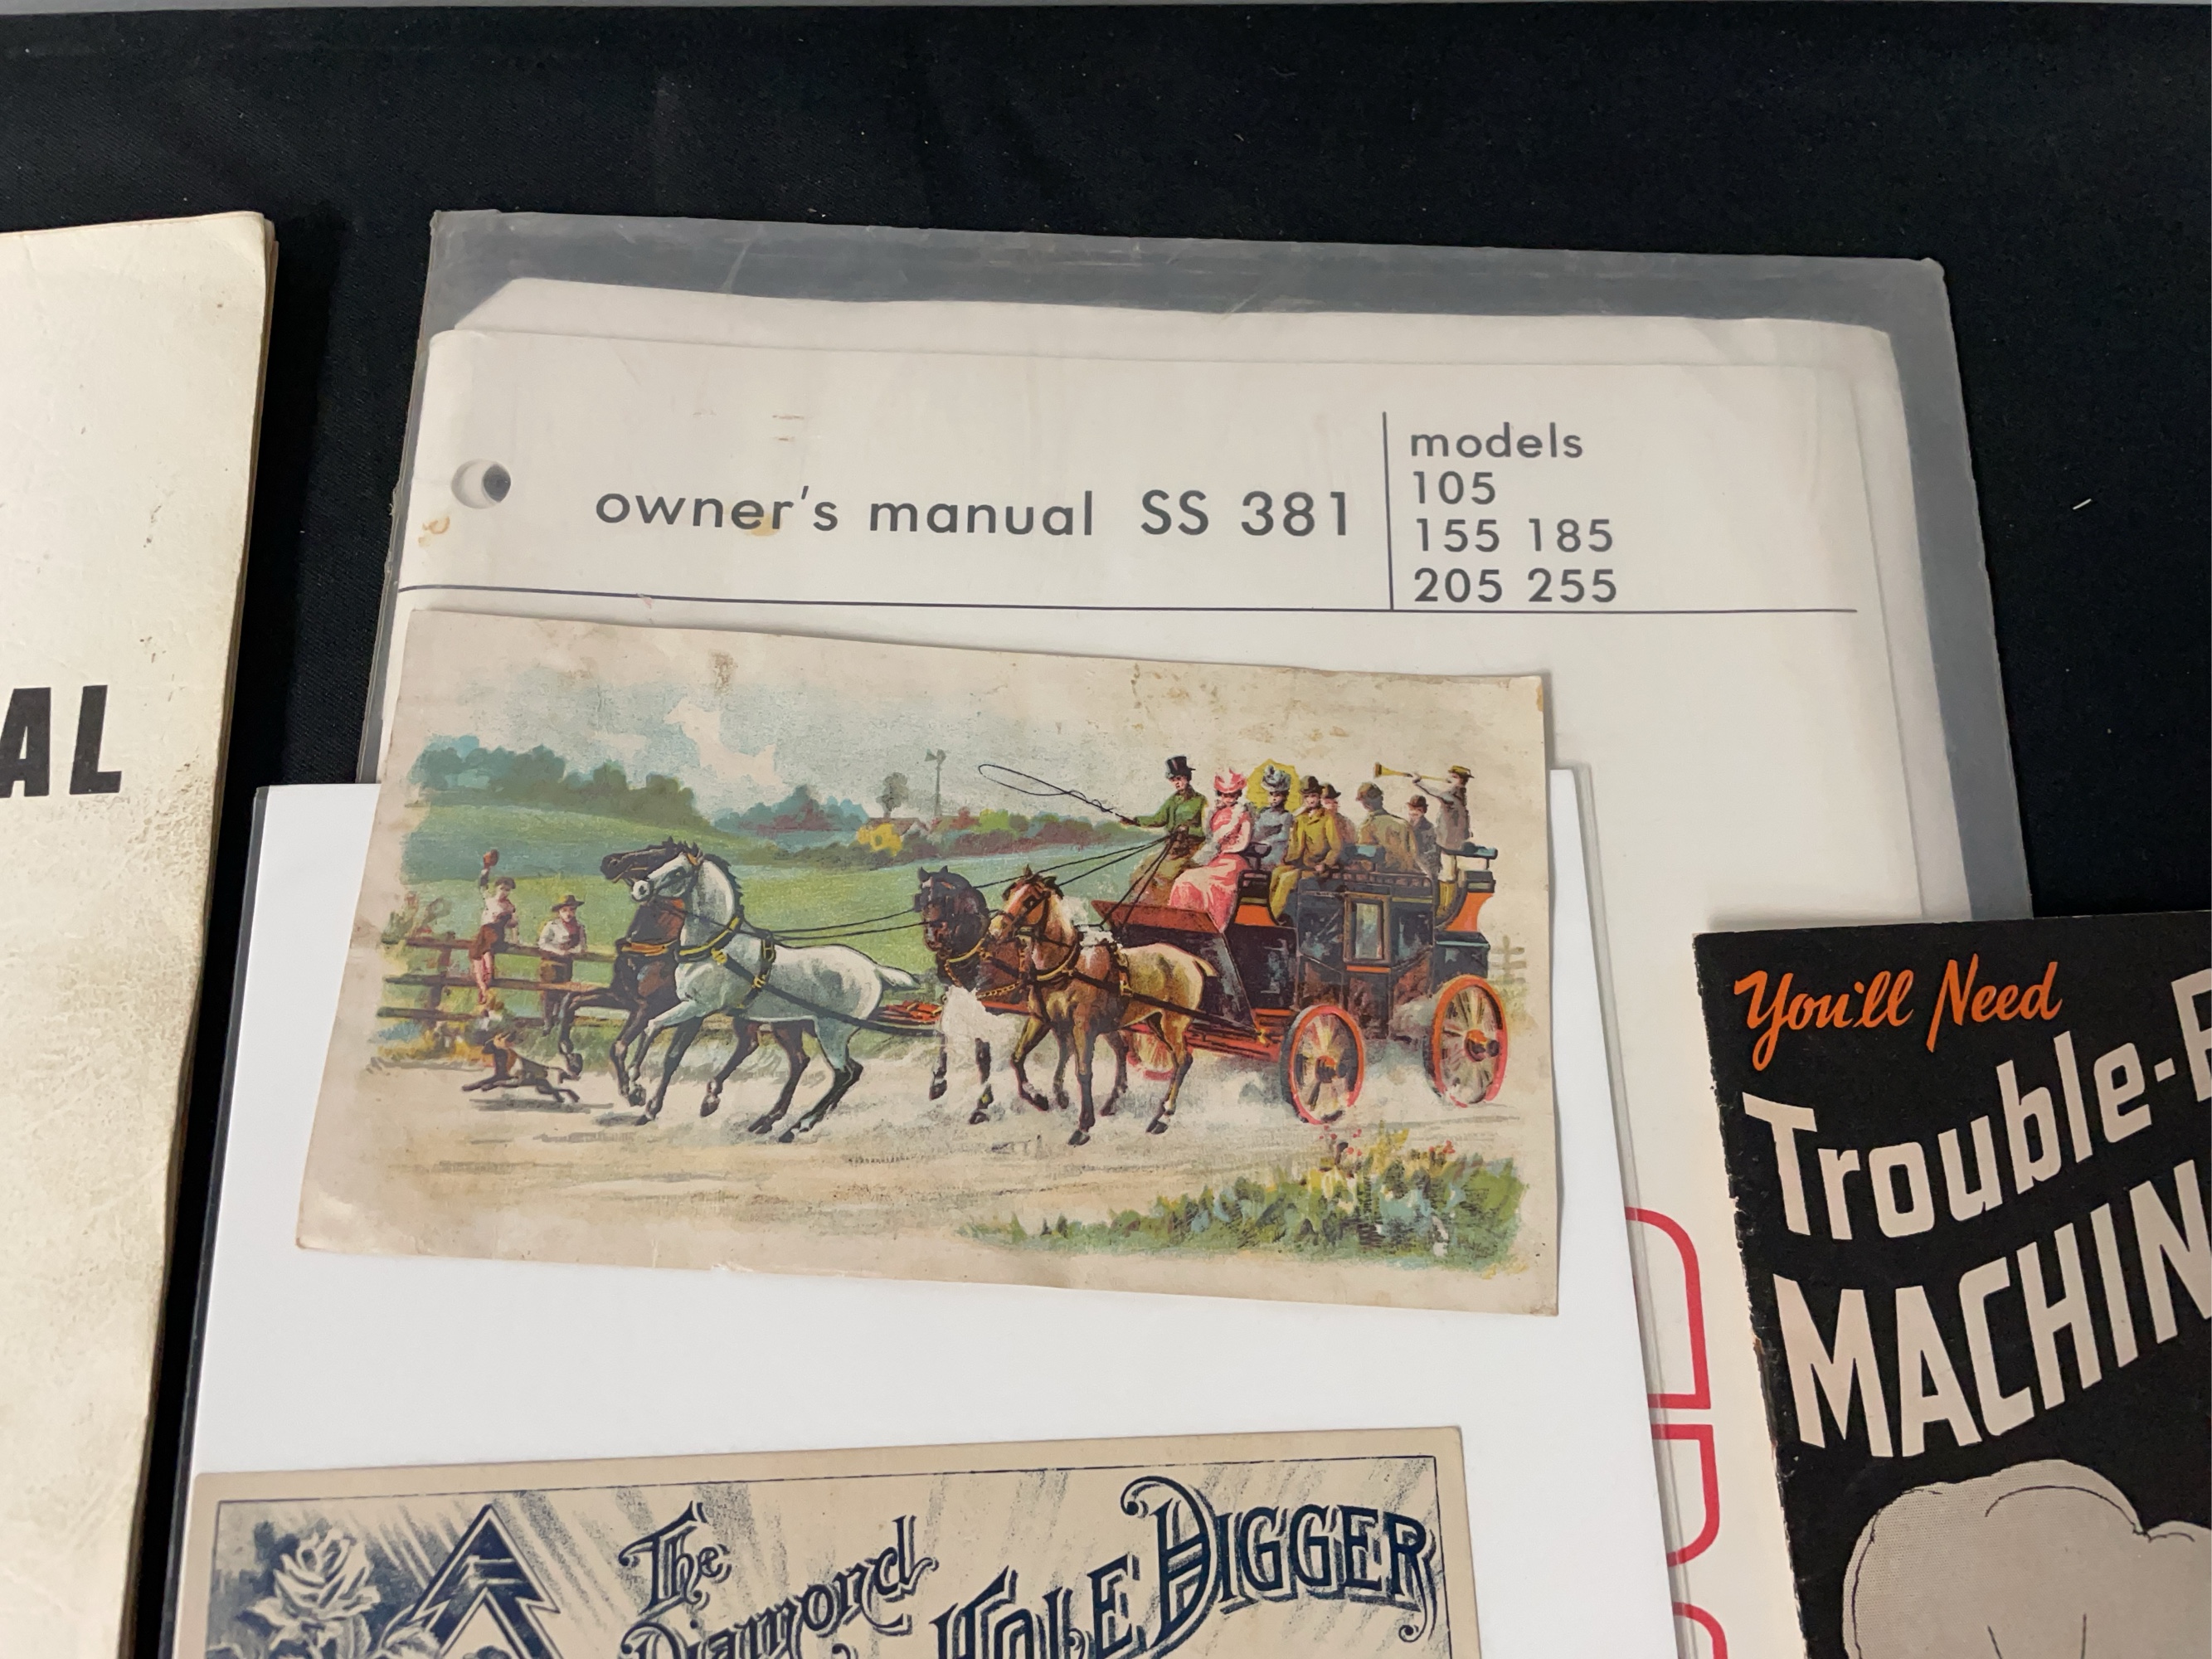 AL
owner's manual SS 381
models
105
155 185
205 255
You'll Need
Trouble-
MACHIN
The
Diamond
Hole Digger